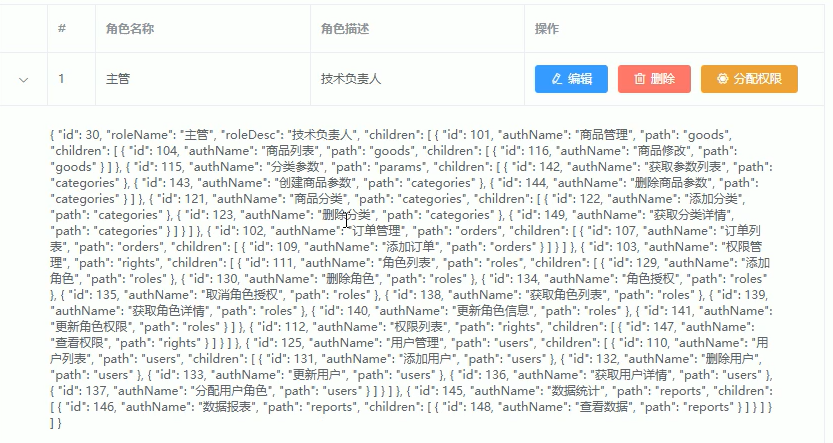 # 角色名称 角色描述 操作
1 主管 技术负责人 编辑 删除 分配权限
{ "id": 30, "roleName": "主管", "roleDesc": "技术负责人", "children": [ { "id": 101, "authName": "商品管理", "path": "goods",
"children": [ { "id": 104, "authName": "商品列表", "path": "goods", "children": [ { "id": 116, "authName": "商品修改", "path":
"goods" } ] }, { "id": 115, "authName": "分类参数", "path": "params", "children": [ { "id": 142, "authName": "获取参数列表", "path":
"categories" }, { "id": 143, "authName": "创建商品参数", "path": "categories" }, { "id": 144, "authName": "删除商品参数", "path":
"categories" } ] }, { "id": 121, "authName": "商品分类", "path": "categories", "children": [ { "id": 122, "authName": "添加分类",
"path": "categories" }, { "id": 123, "authName": "删除分类", "path": "categories" }, { "id": 149, "authName": "获取分类详情", "path":
"categories" } ] } ] }, { "id": 102, "authName": "订单管理", "path": "orders", "children": [ { "id": 107, "authName": "订单列
表", "path": "orders", "children": [ { "id": 109, "authName": "添加订单", "path": "orders" } ] } ] }, { "id": 103, "authName": "权限管
理", "path": "rights", "children": [ { "id": 111, "authName": "角色列表", "path": "roles", "children": [ { "id": 129, "authName": "添加
角色", "path": "roles" }, { "id": 130, "authName": "删除角色", "path": "roles" }, { "id": 134, "authName": "角色授权", "path": "roles"
}, { "id": 135, "authName": "取消角色授权", "path": "roles" }, { "id": 138, "authName": "获取角色列表", "path": "roles" }, { "id": 139,
"authName": "获取角色详情", "path": "roles" }, { "id": 140, "authName": "更新角色信息", "path": "roles" }, { "id": 141, "authName":
"更新角色权限", "path": "roles" } ] }, { "id": 112, "authName": "权限列表", "path": "rights", "children": [ { "id": 147, "authName":
"查看权限", "path": "rights" } ] } ] }, { "id": 125, "authName": "用户管理", "path": "users", "children": [ { "id": 110, "authName": "用
户列表", "path": "users", "children": [ { "id": 131, "authName": "添加用户", "path": "users" }, { "id": 132, "authName": "删除用户",
"path": "users" }, { "id": 133, "authName": "更新用户", "path": "users" }, { "id": 136, "authName": "获取用户详情", "path": "users" },
{ "id": 137, "authName": "分配用户角色", "path": "users" } ] } ] }, { "id": 145, "authName": "数据统计", "path": "reports", "children":
[ { "id": 146, "authName": "数据报表", "path": "reports", "children": [ { "id": 148, "authName": "查看数据", "path": "reports" } ] } ] }
] }